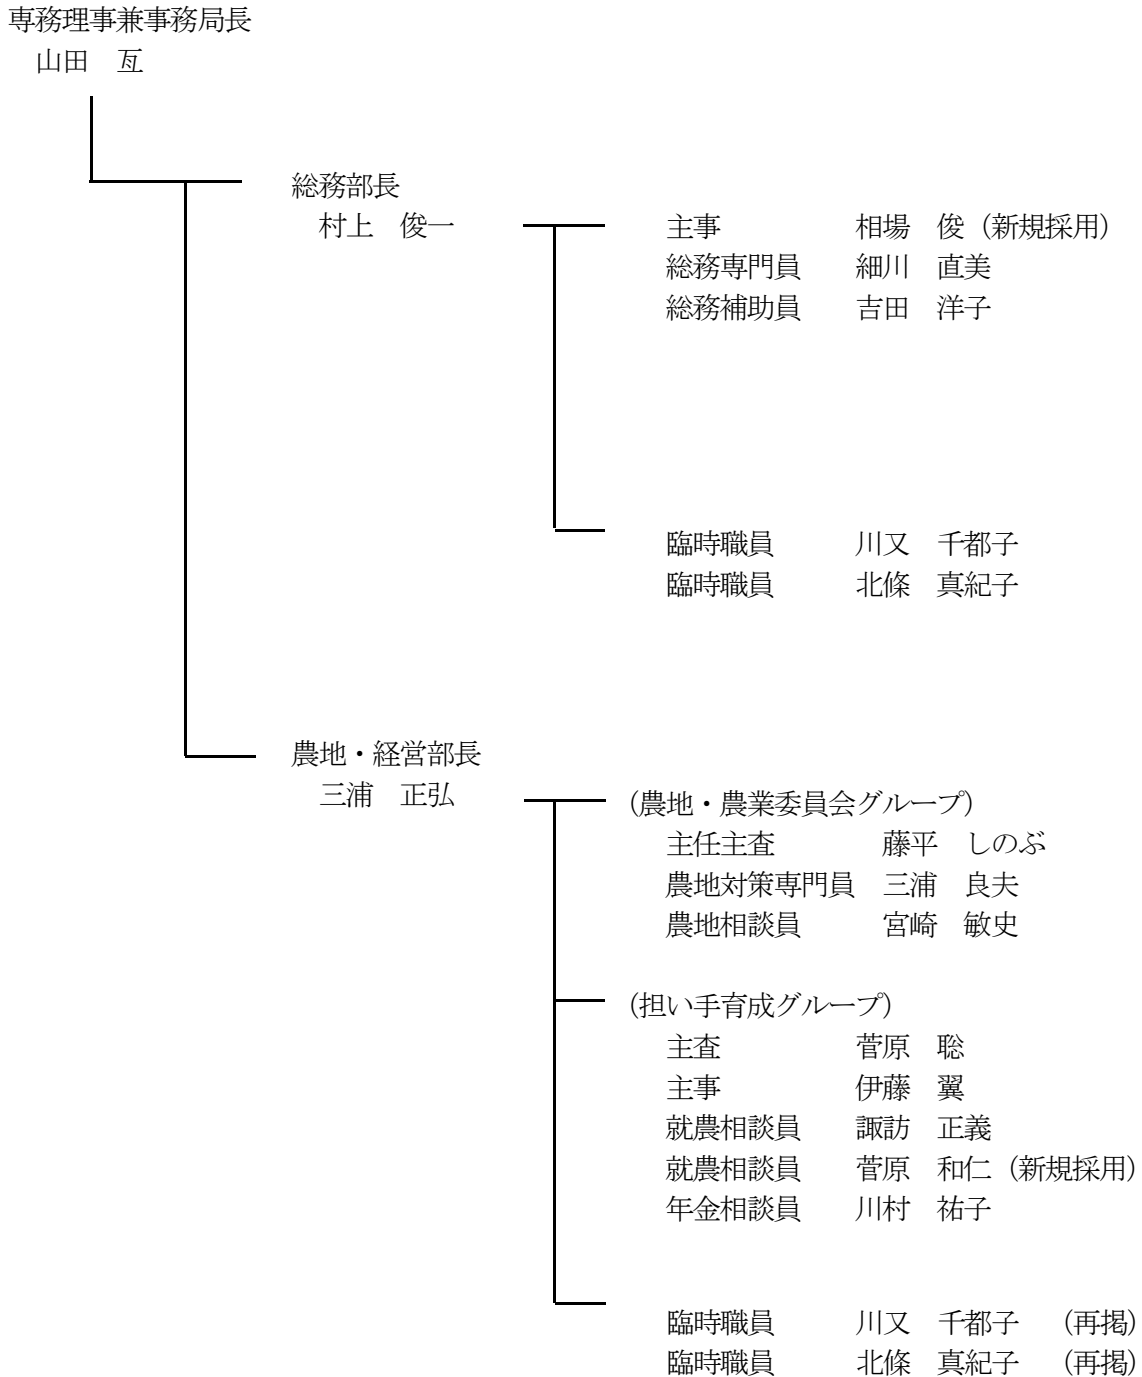 専務理事兼事務局長
山田　亙
総務部長
村上　俊一
主事　相場　俊（新規採用）
総務専門員　細川　直美
総務補助員　吉田　洋子
臨時職員　川又　千都子
臨時職員　北條　真紀子
農地・経営部長
三浦　正弘
（農地・農業委員会グループ）
主任主査　藤平　しのぶ
農地対策専門員　三浦　良夫
農地相談員　宮崎　敏史
（担い手育成グループ）
主査　菅原　聡
主事　伊藤　翼
就農相談員　諏訪　正義
就農相談員　菅原　和仁（新規採用）
年金相談員　川村　祐子
臨時職員　川又　千都子　（再掲）
臨時職員　北條　真紀子　（再掲）